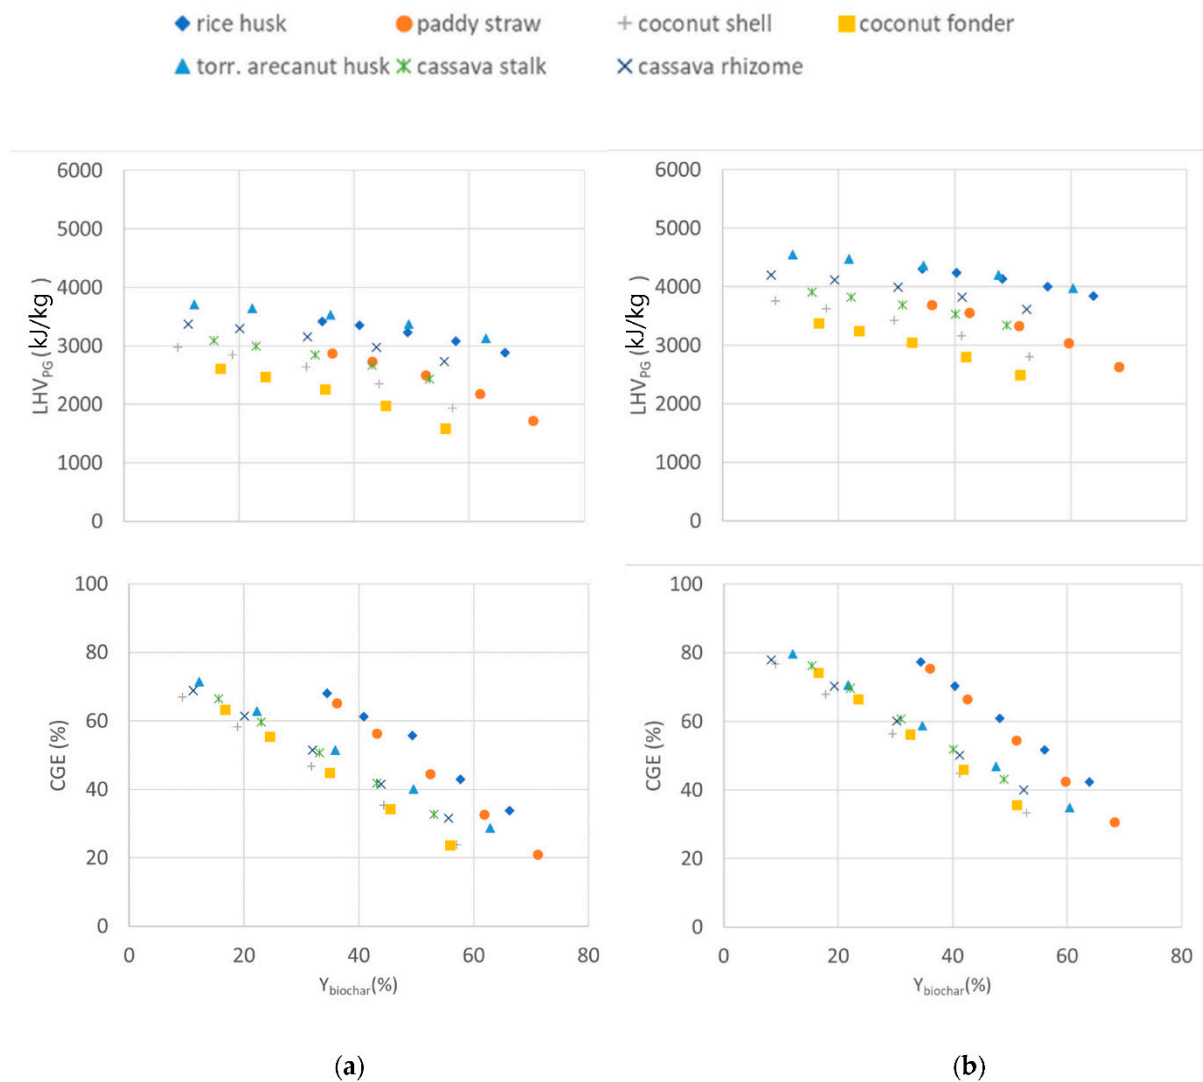 rice husk paddy straw coconut shell coconut fonder
torr. arecanut husk cassava stalk cassava rhizome
6000
5000
4000
3000
2000
1000
0
LHVPG (kJ/kg)
6000
5000
4000
3000
2000
1000
0
LHVPG (kJ/kg)
100
80
60
40
20
0
CGE (%)
0 20 40 60 80
Ybiochar(%)
100
80
60
40
20
0
CGE (%)
0 20 40 60 80
Ybiochar(%)
(a) (b)